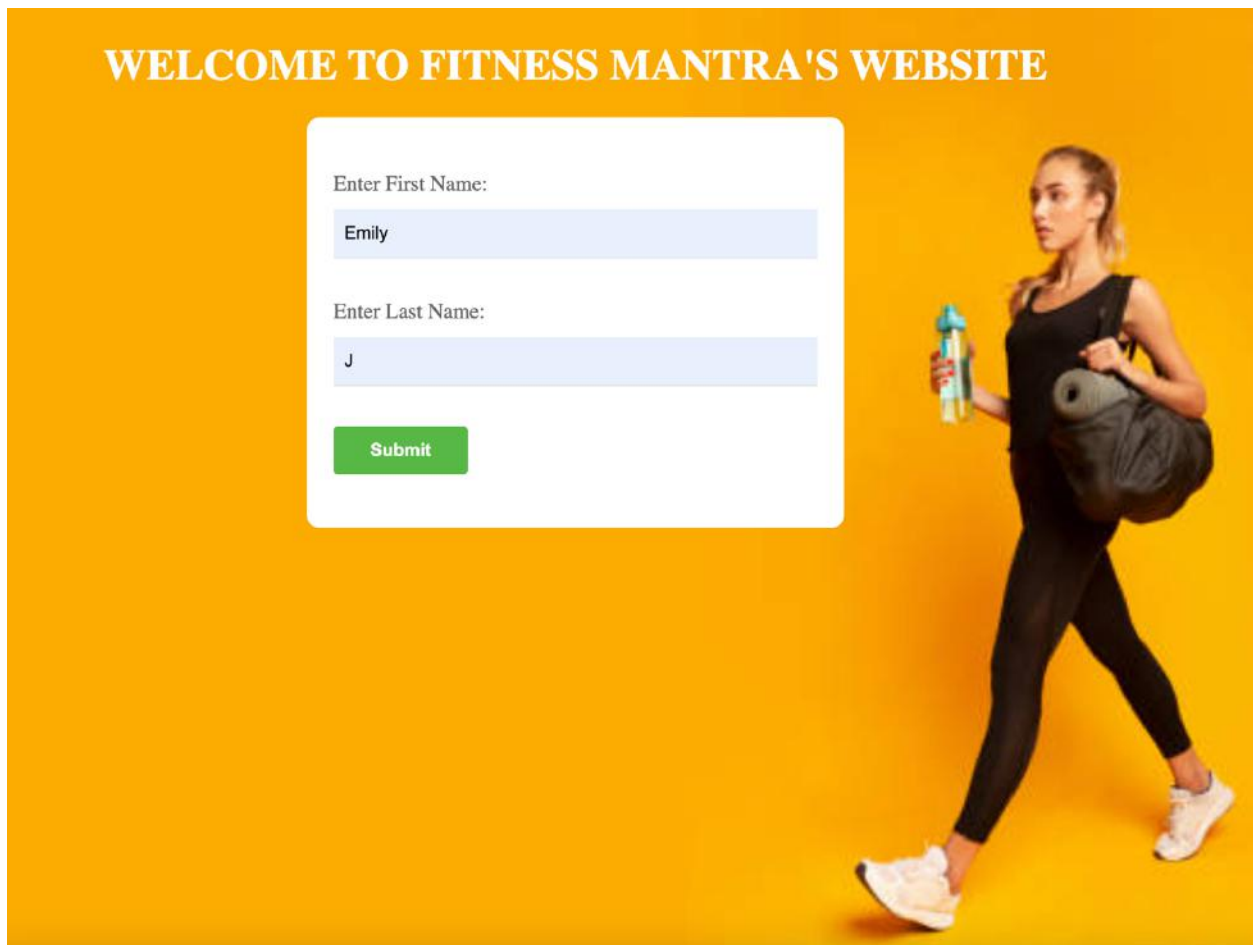 WELCOME TO FITNESS MANTRA'S WEBSITE
Enter First Name:
Emily
Enter Last Name:
J
Submit